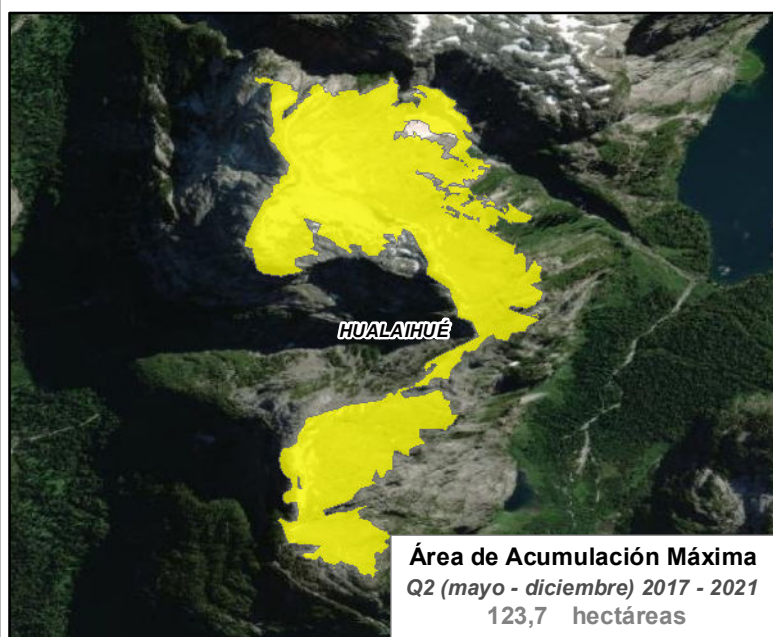 HUALAIHUÉ
Área de Acumulación Máxima
Q2 (mayo - diciembre) 2017 - 2021
123,7 hectáreas